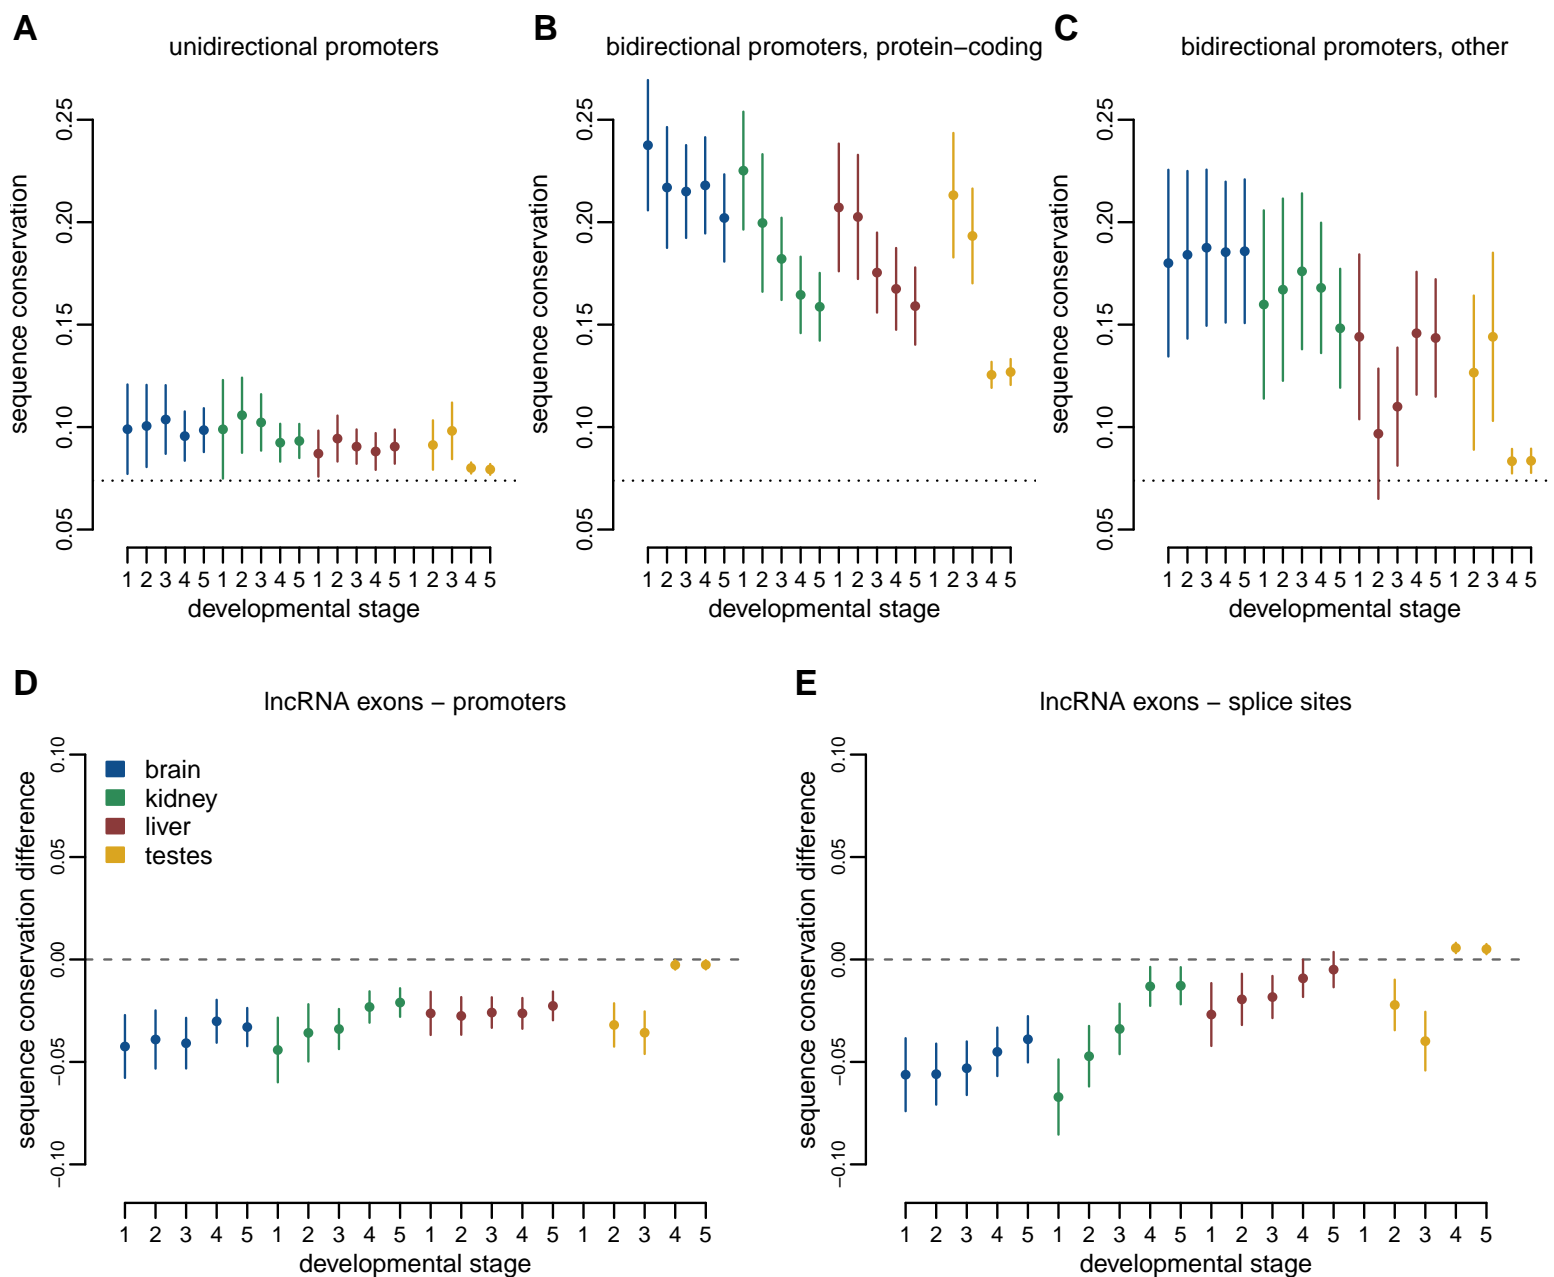 A
unidirectional promoters
sequence conservation
0.25
0.20
0.15
0.10
0.05
1 2 3 4 5 1 2 3 4 5 1 2 3 4 5 1 2 3 4 5
developmental stage
B
bidirectional promoters, protein−coding
sequence conservation
0.25
0.20
0.15
0.10
0.05
1 2 3 4 5 1 2 3 4 5 1 2 3 4 5 1 2 3 4 5
developmental stage
C
bidirectional promoters, other
sequence conservation
0.25
0.20
0.15
0.10
0.05
1 2 3 4 5 1 2 3 4 5 1 2 3 4 5 1 2 3 4 5
developmental stage
D
lncRNA exons − promoters
sequence conservation difference
0.10
0.05
0.00
−0.05
−0.10
brain
kidney
liver
testes
1 2 3 4 5 1 2 3 4 5 1 2 3 4 5 1 2 3 4 5
developmental stage
E
lncRNA exons − splice sites
sequence conservation difference
0.10
0.05
0.00
−0.05
−0.10
1 2 3 4 5 1 2 3 4 5 1 2 3 4 5 1 2 3 4 5
developmental stage